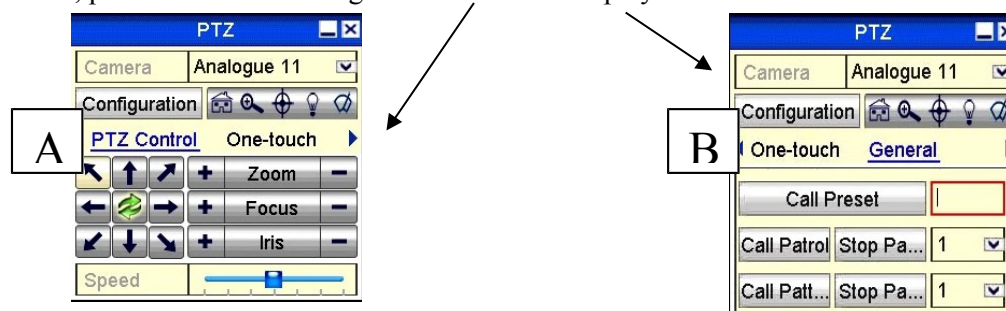 PTZ
Camera Analogue 11
Configuration
A
PTZ Control One-touch
+ Zoom −
+ Focus −
+ Iris −
Speed
PTZ
Camera Analogue 11
Configuration
B
One-touch General
Call Preset
Call Patrol Stop Pa... 1
Call Patt... Stop Pa... 1